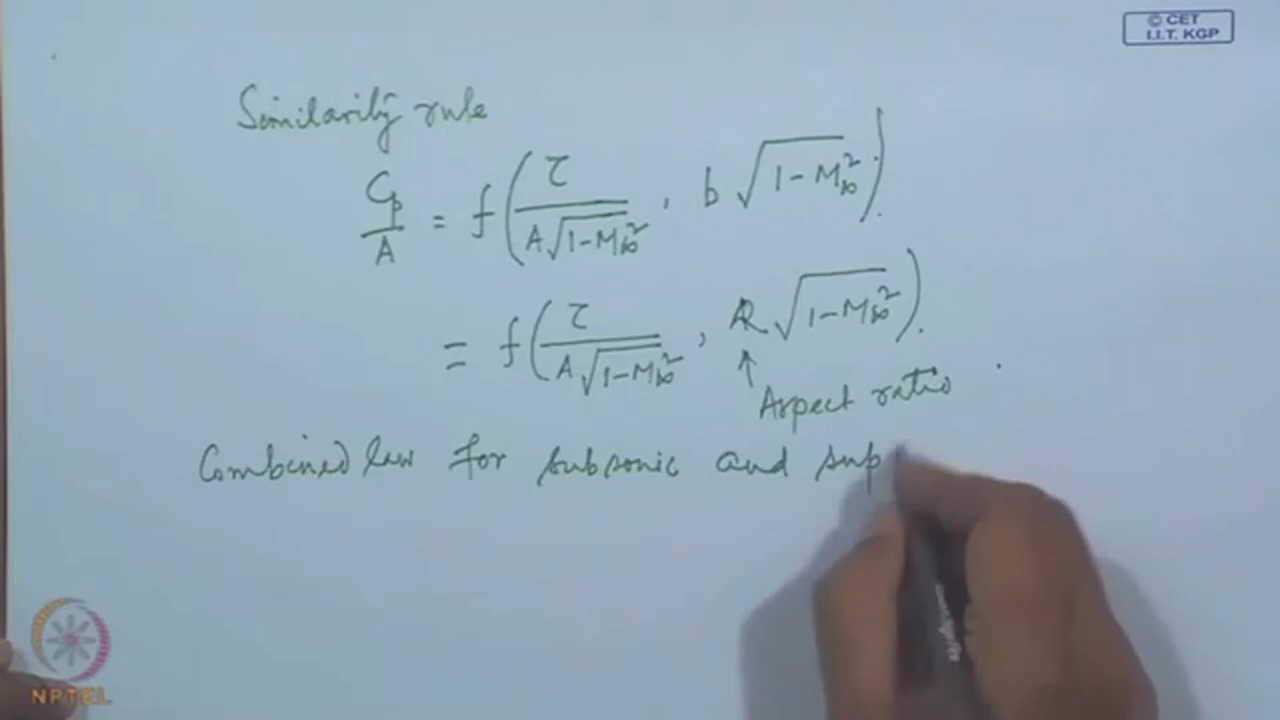 © CET
I.I.T. KGP
Similarity rule
Cp/A = f(τ/(A√(1-M∞²)), b√(1-M∞²)).
= f(τ/(A√(1-M∞²)), AR√(1-M∞²)).
↑
Aspect ratio
Combined law for subsonic and sup
NPTEL